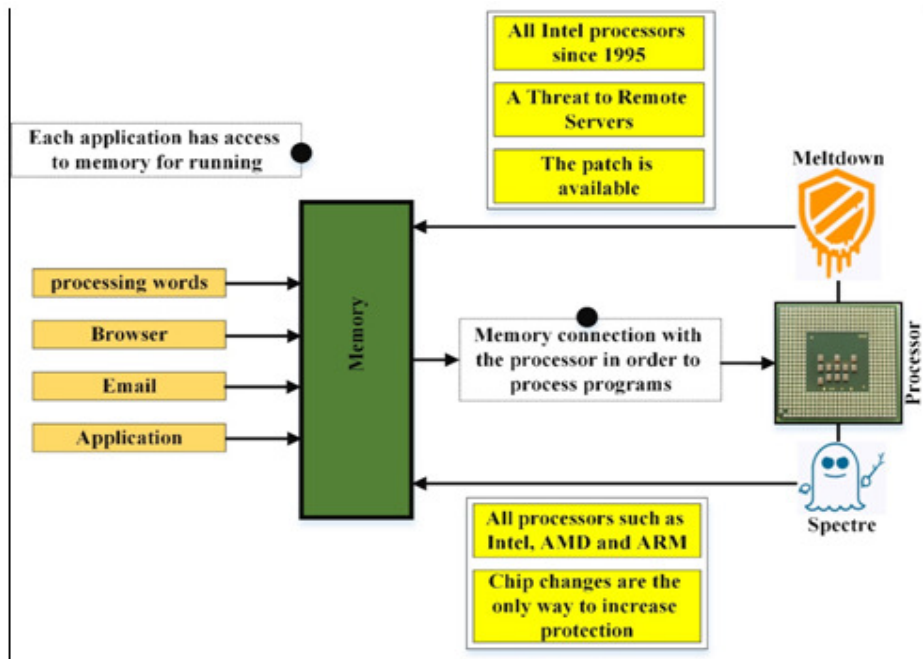 All Intel processors
since 1995
A Threat to Remote
Servers
The patch is
available
Each application has access
to memory for running
Meltdown
processing words
Browser
Email
Application
Memory
Memory connection with
the processor in order to
process programs
Processor
All processors such as
Intel, AMD and ARM
Chip changes are the
only way to increase
protection
Spectre